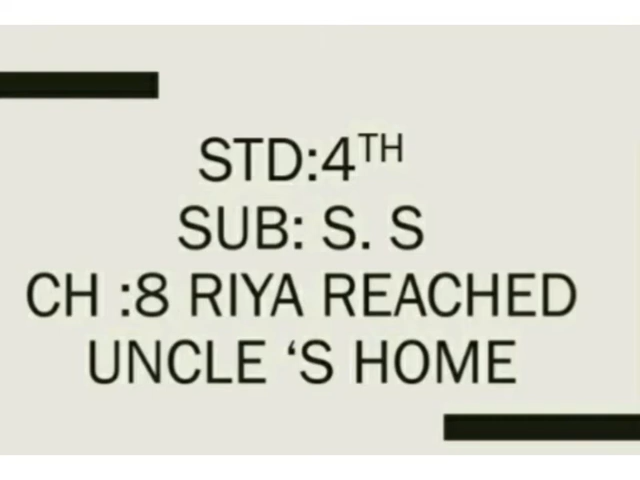 STD:4TH
SUB: S. S
CH :8 RIYA REACHED
UNCLE ‘S HOME